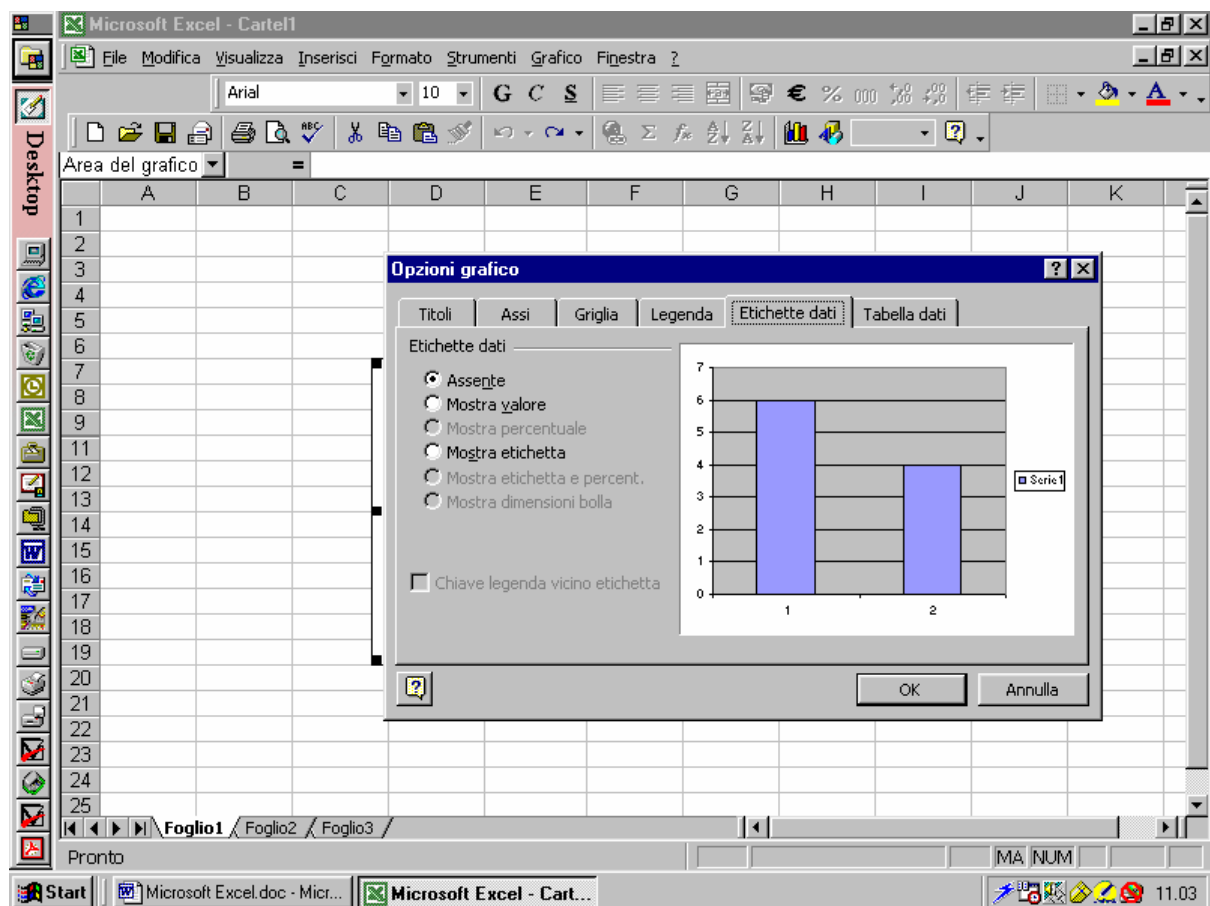 Microsoft Excel - Cartel1
File Modifica Visualizza Inserisci Formato Strumenti Grafico Finestra ?
Arial 10 G C S € % 000
Desktop
Area del grafico =
A B C D E F G H I J K
1
2
3
4
5
6
7
8
9
11
12
13
14
15
16
17
18
19
20
21
22
23
24
25
Opzioni grafico
Titoli Assi Griglia Legenda Etichette dati Tabella dati
Etichette dati
Assente
Mostra valore
Mostra percentuale
Mostra etichetta
Mostra etichetta e percent.
Mostra dimensioni bolla
Chiave legenda vicino etichetta
7
6
5
4
3
2
1
0
1 2
Serie1
OK Annulla
Foglio1 Foglio2 Foglio3
Pronto MA NUM
Start Microsoft Excel.doc - Micr... Microsoft Excel - Cart... 11.03